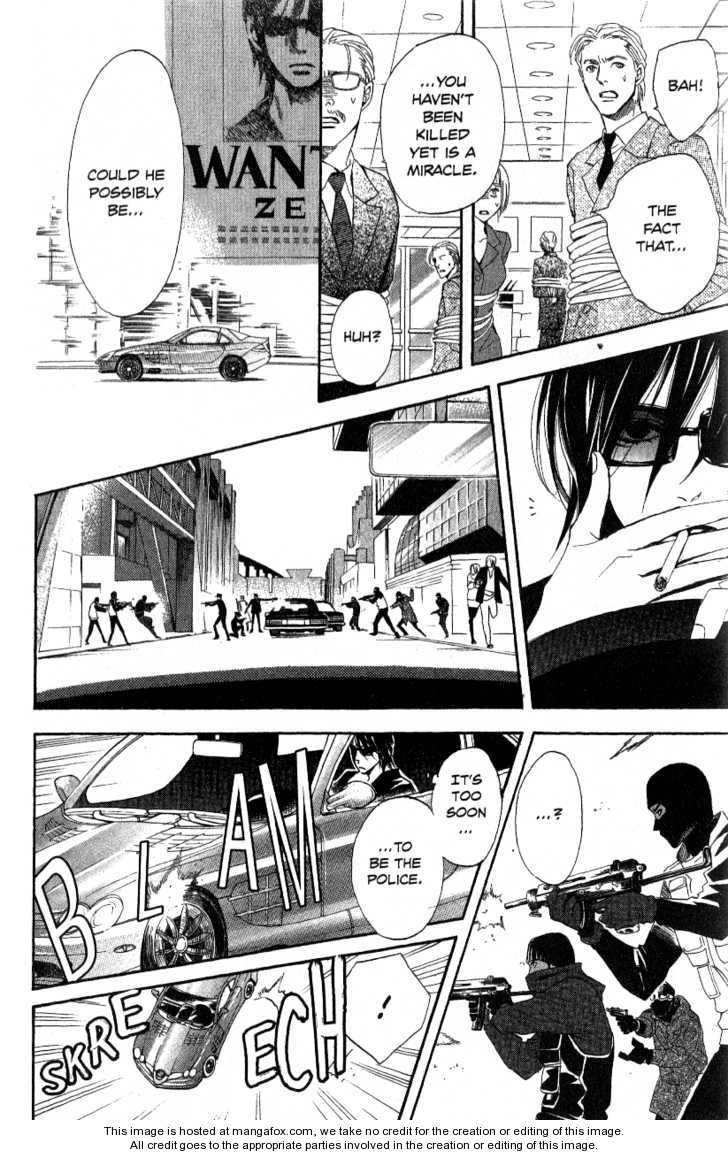 BAH!
THE
FACT
THAT...
...YOU
HAVEN'T
BEEN
KILLED
YET IS A
MIRACLE.
HUH?
COULD HE
POSSIBLY
BE...
WANT
ZE
...?
IT'S
TOO
SOON
...
...TO
BE THE
POLICE.
BLAM
!
SKREEECH
This image is hosted at mangafox.com, we take no credit for the creation or editing of this image.
All credit goes to the appropriate parties involved in the creation or editing of this image.